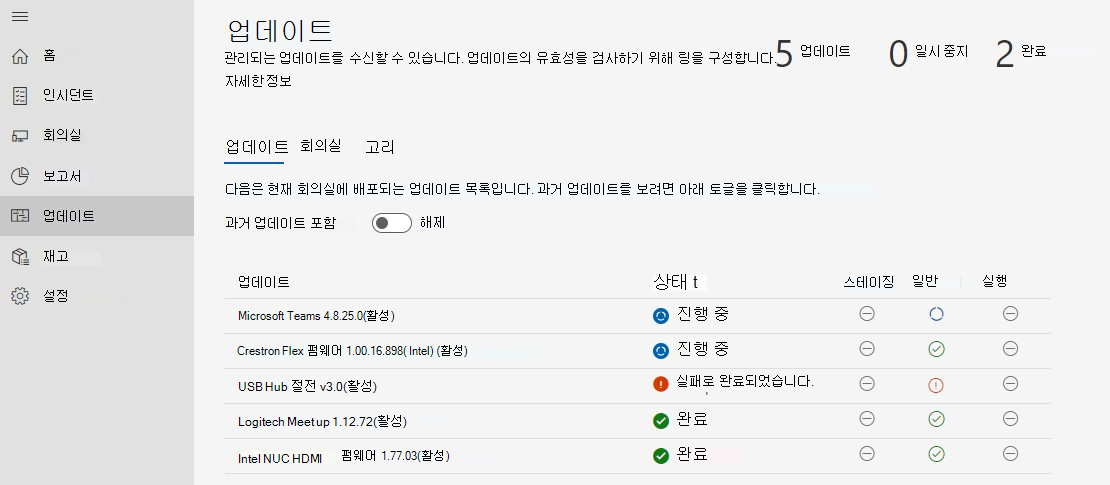 업데이트
관리되는 업데이트를 수신할 수 있습니다. 업데이트의 유효성을 검사하기 위해 링을 구성합니다.
자세한 정보
5 업데이트
0 일시 중지
2 완료
홈
인시던트
회의실
보고서
업데이트
재고
설정
업데이트 회의실 고리
다음은 현재 회의실에 배포되는 업데이트 목록입니다. 과거 업데이트를 보려면 아래 토글을 클릭합니다.
과거 업데이트 포함 해제
업데이트 상태 t 스테이징 일반 실행
Microsoft Teams 4.8.25.0(활성) 진행 중
Crestron Flex 펌웨어 1.00.16.898( Intel) (활성) 진행 중
USB Hub 절전 v3.0(활성) 실패로 완료되었습니다.
Logitech Meetup 1.12.72(활성) 완료
Intel NUC HDMI 펌웨어 1.77.03(활성) 완료